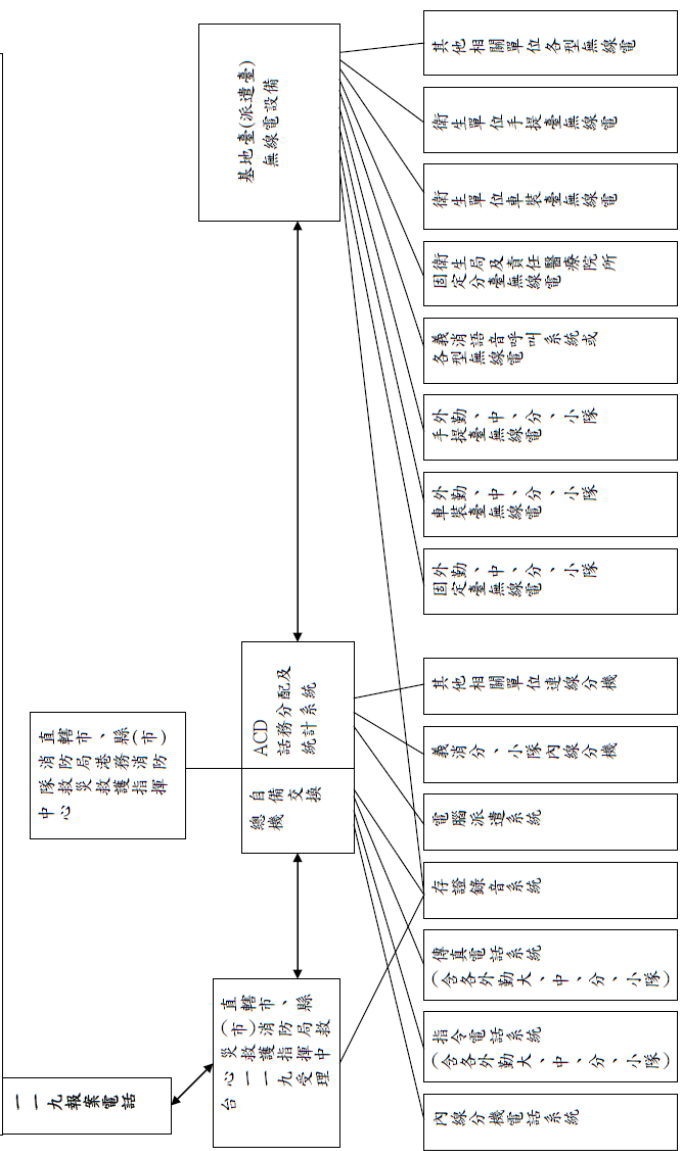 一一九報案電話
直轄市、縣
(市)消防局救
災救護指揮中
心一一九受理
台
直轄市、縣(市)
消防局港務消防
隊救災救護指揮
中心
自備交換
總機
ACD
話務分配及
統計系統
基地臺(派遣臺)
無線電設備
內線分機電話系統
指令電話系統
(含各外勤大、中、分、小隊)
傳真電話系統
(含各外勤大、中、分、小隊)
存證錄音系統
電腦派遣系統
義消分、小隊內線分機
其他相關單位連線分機
外勤、中、分、小隊
固定臺無線電
外勤、中、分、小隊
車裝臺無線電
外勤、中、分、小隊
手提臺無線電
義消語音呼叫系統或
各型無線電
衛生局及責任醫療院所
固定分臺無線電
衛生單位車裝臺無線電
衛生單位手提臺無線電
其他相關單位各型無線電